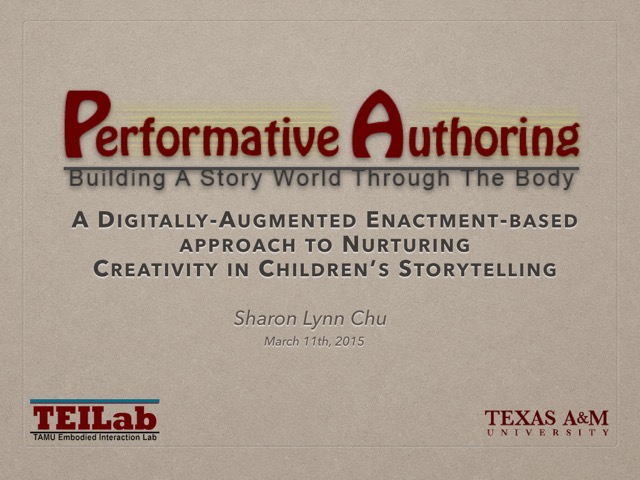 Performative Authoring
Building A Story World Through The Body
A Digitally-Augmented Enactment-based
approach to Nurturing
Creativity in Children's Storytelling
Sharon Lynn Chu
March 11th, 2015
TEILab
TAMU Embodied Interaction Lab
TEXAS A&M
UNIVERSITY